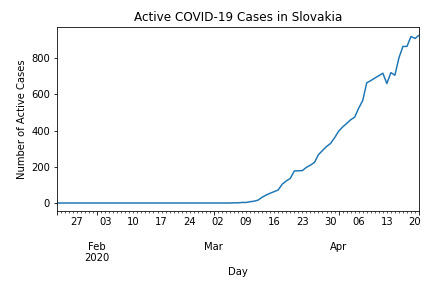 Active COVID-19 Cases in Slovakia
Number of Active Cases
800
600
400
200
0
27 03 10 17 24 02 09 16 23 30 06 13 20
Feb Mar Apr
2020
Day